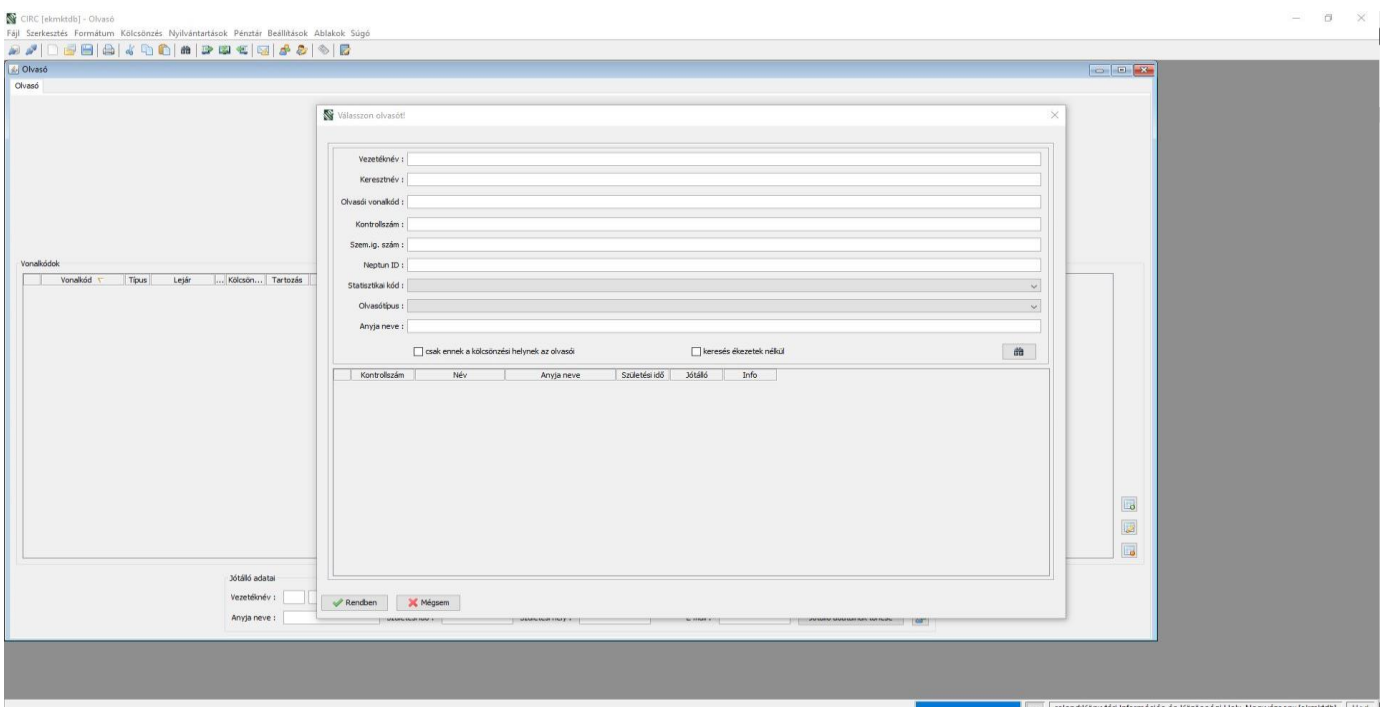 CIRC [ekmktdb] - Olvasó
Fájl Szerkesztés Formátum Kölcsönzés Nyilvántartások Pénztár Beállítások Ablakok Súgó
Olvasó
Olvasó
Válasszon olvasót!
Vezetéknév :
Keresztnév :
Olvasói vonalkód :
Kontrollszám :
Szem.ig. szám :
Neptun ID :
Statisztikai kód :
Olvasótípus :
Anyja neve :
csak ennek a kölcsönzési helynek az olvasói keresés ékezetek nélkül
Kontrollszám Név Anyja neve Születési idő Jótálló Info
Vonalkódok
Vonalkód Típus Lejár ... Kölcsön... Tartozás
Jótálló adatai
Vezetéknév :
Rendben Mégsem
Anyja neve :